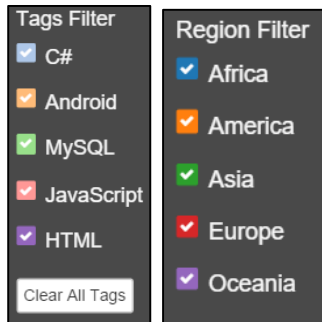 Tags Filter
C#
Android
MySQL
JavaScript
HTML
Clear All Tags
Region Filter
Africa
America
Asia
Europe
Oceania